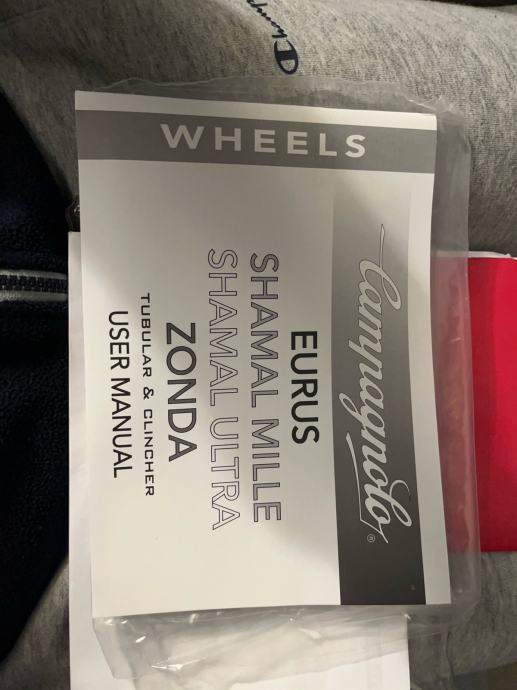 Champion
WHEELS
Campagnolo®
EURUS
SHAMAL MILLE
SHAMAL ULTRA
ZONDA
TUBULAR & CLINCHER
USER MANUAL